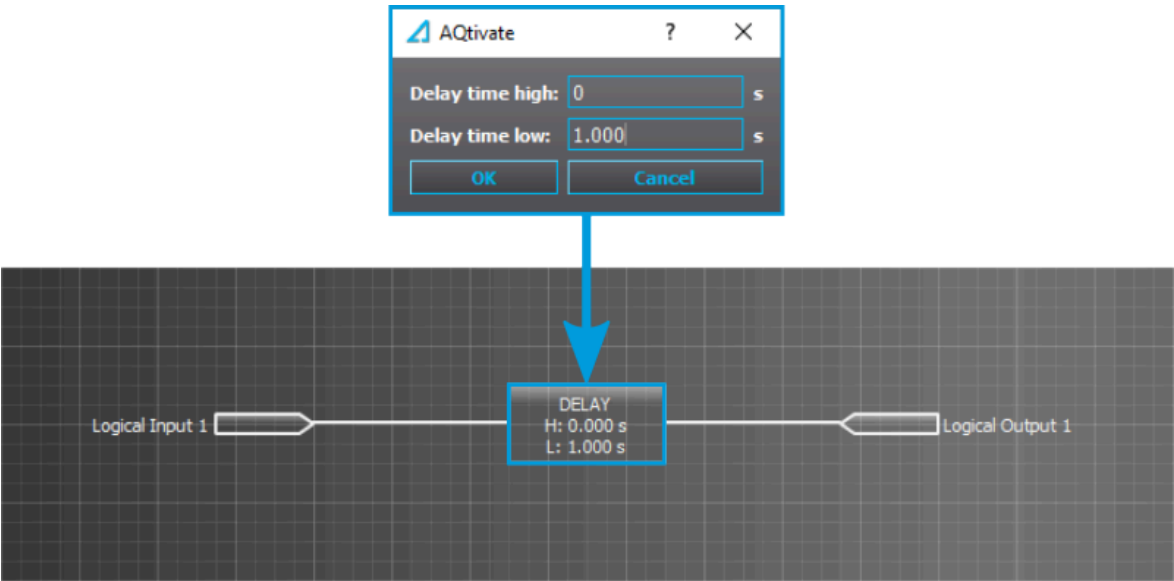 AQtivate ?
Delay time high: 0 s
Delay time low: 1.000 s
OK Cancel
DELAY
H: 0.000 s
L: 1.000 s
Logical Input 1
Logical Output 1